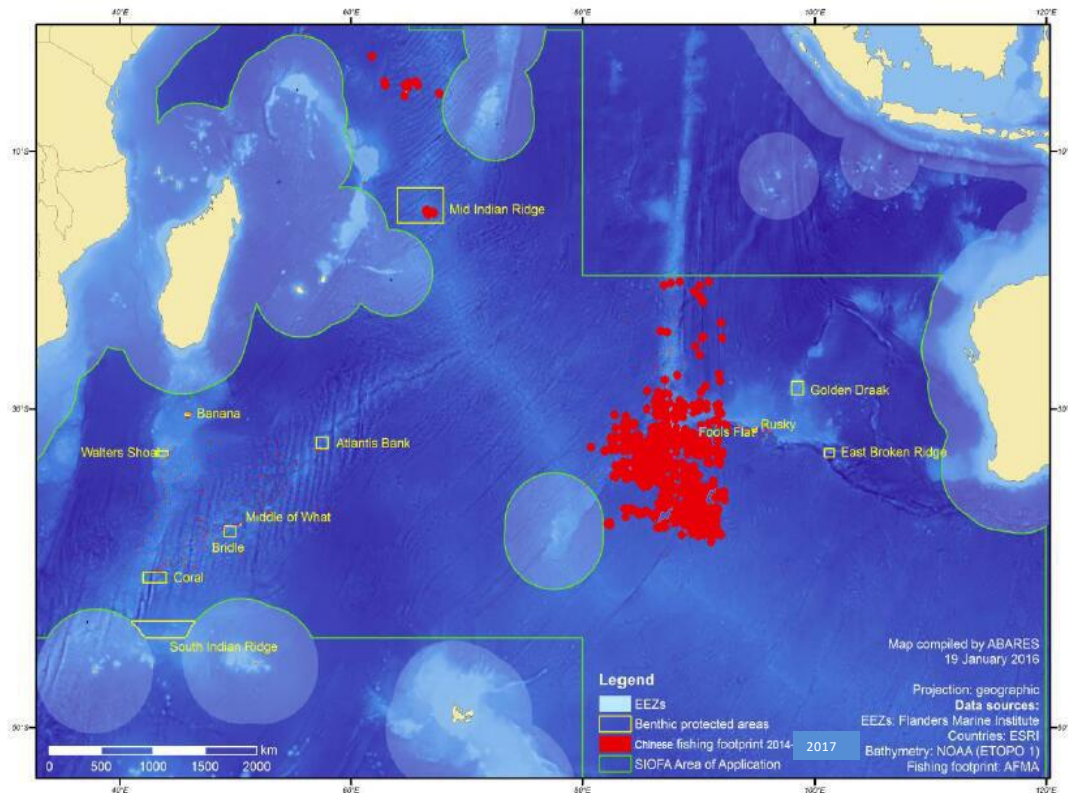 40°E 60°E 80°E 100°E 120°E
10°S
Mid Indian Ridge
Golden Draak
30°S
Banana
Rusky
Fools Flat
Atlantis Bank
Walters Shoal
East Broken Ridge
Middle of What
Bridle
Coral
South Indian Ridge
Map compiled by ABARES
19 January 2016
Projection: geographic
Data sources:
EEZs: Flanders Marine Institute
Countries: ESRI
Bathymetry: NOAA (ETOPO 1)
Fishing footprint: AFMA
Legend
EEZs
Benthic protected areas
Chinese fishing footprint 2014- 2017
SIOFA Area of Application
50°S
km
0 500 1000 1500 2000
40°E 60°E 80°E 100°E 120°E